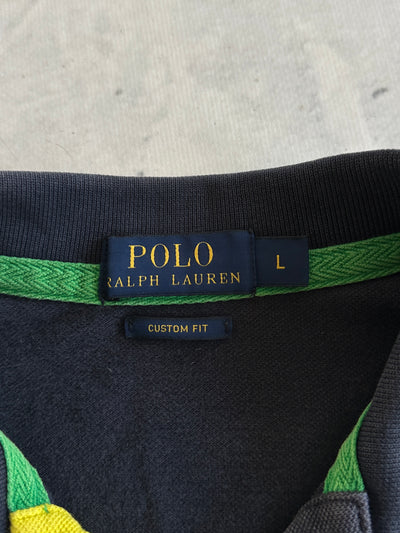 POLO
RALPH LAUREN
L
CUSTOM FIT